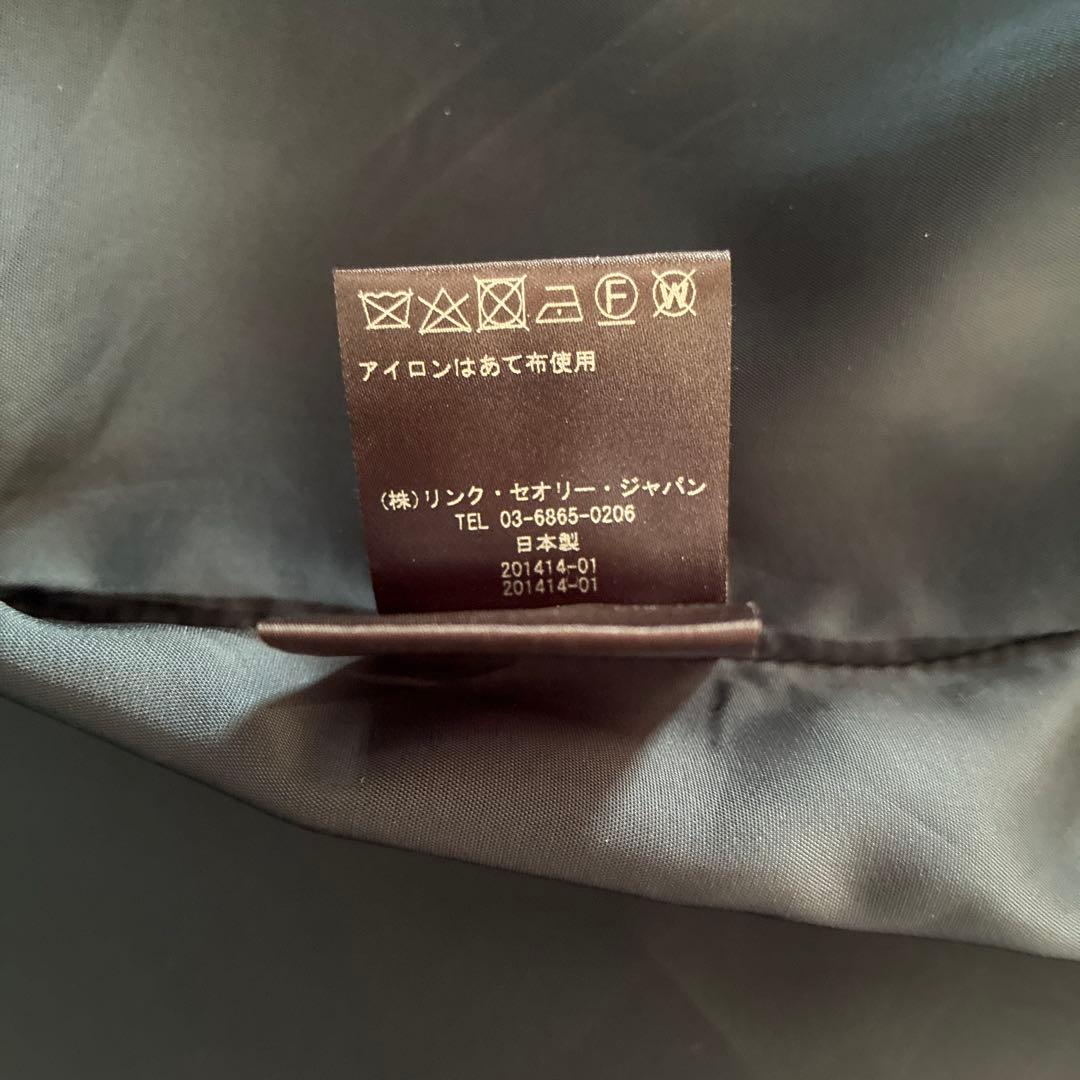 F W
アイロンはあて布使用
(株)リンク・セオリー・ジャパン
TEL 03-6865-0206
日本製
201414-01
201414-01